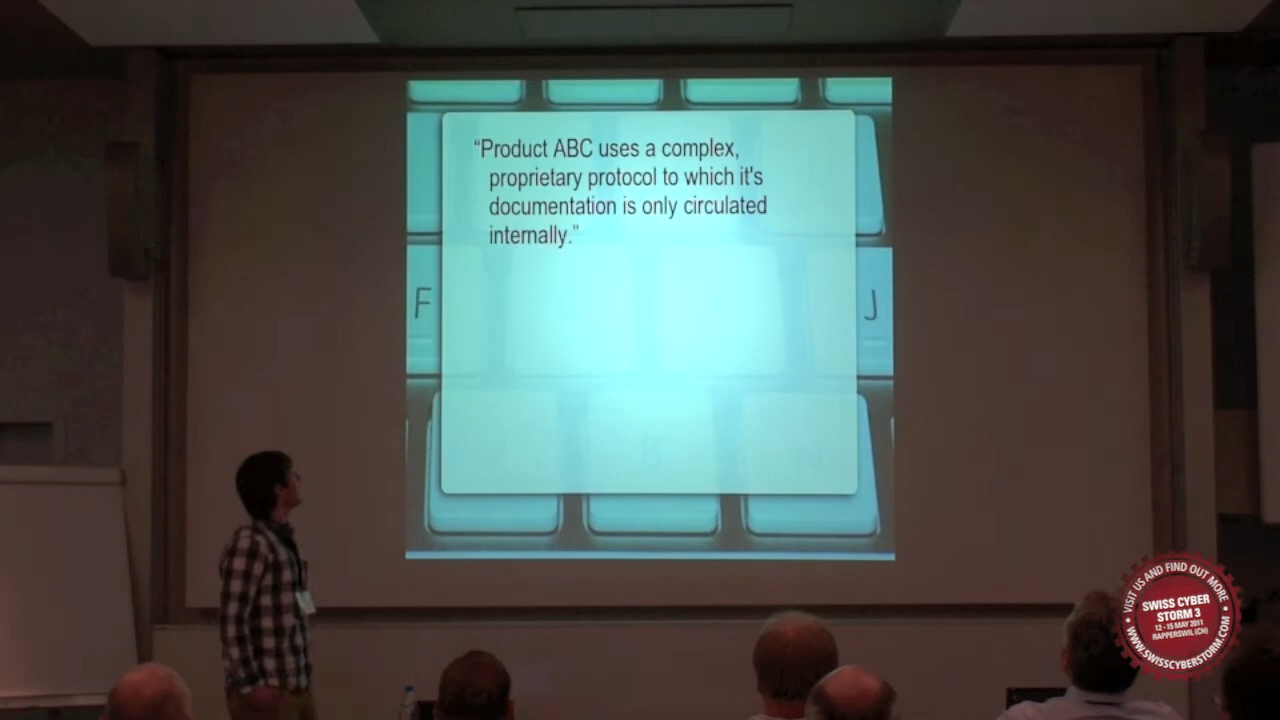 “Product ABC uses a complex,
proprietary protocol to which it's
documentation is only circulated
internally.”
F
J
VISIT US AND FIND OUT MORE
SWISS CYBER
STORM 3
12 - 15 MAY 2011
RAPPERSWIL (CH)
WWW.SWISSCYBERSTORM.COM